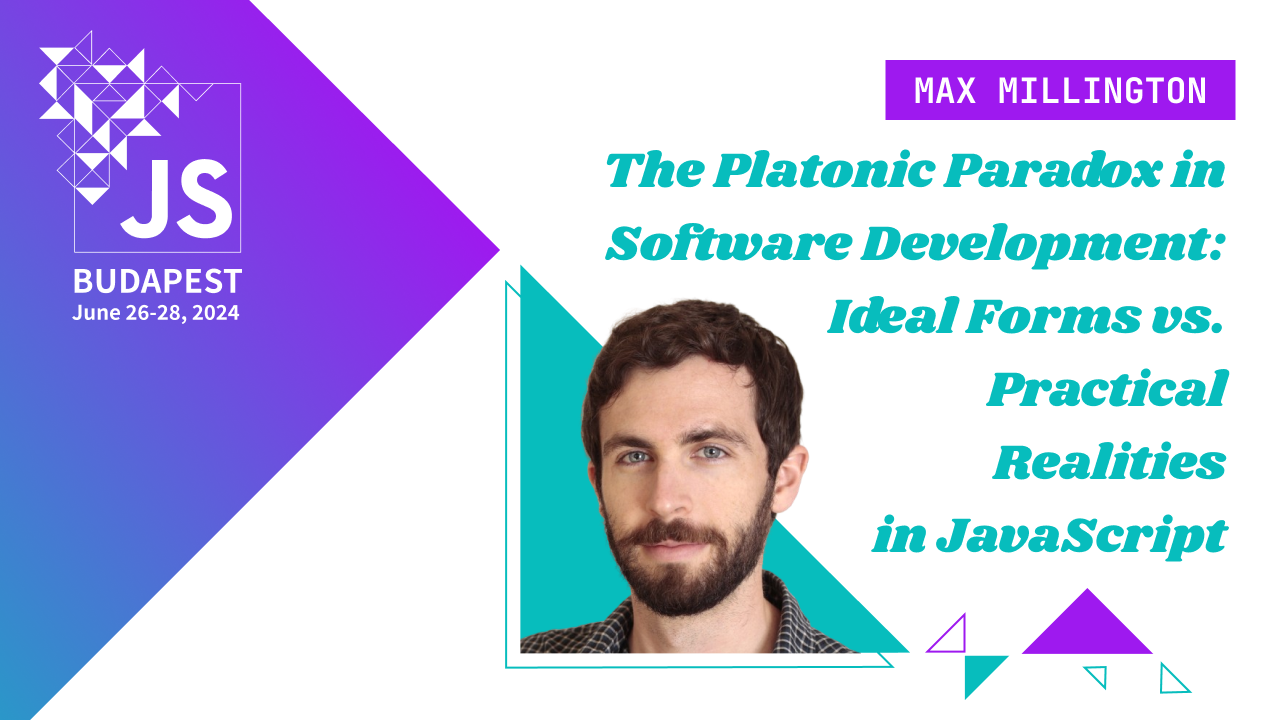 JS
BUDAPEST
June 26-28, 2024
MAX MILLINGTON
The Platonic Paradox in
Software Development:
Ideal Forms vs.
Practical
Realities
in JavaScript